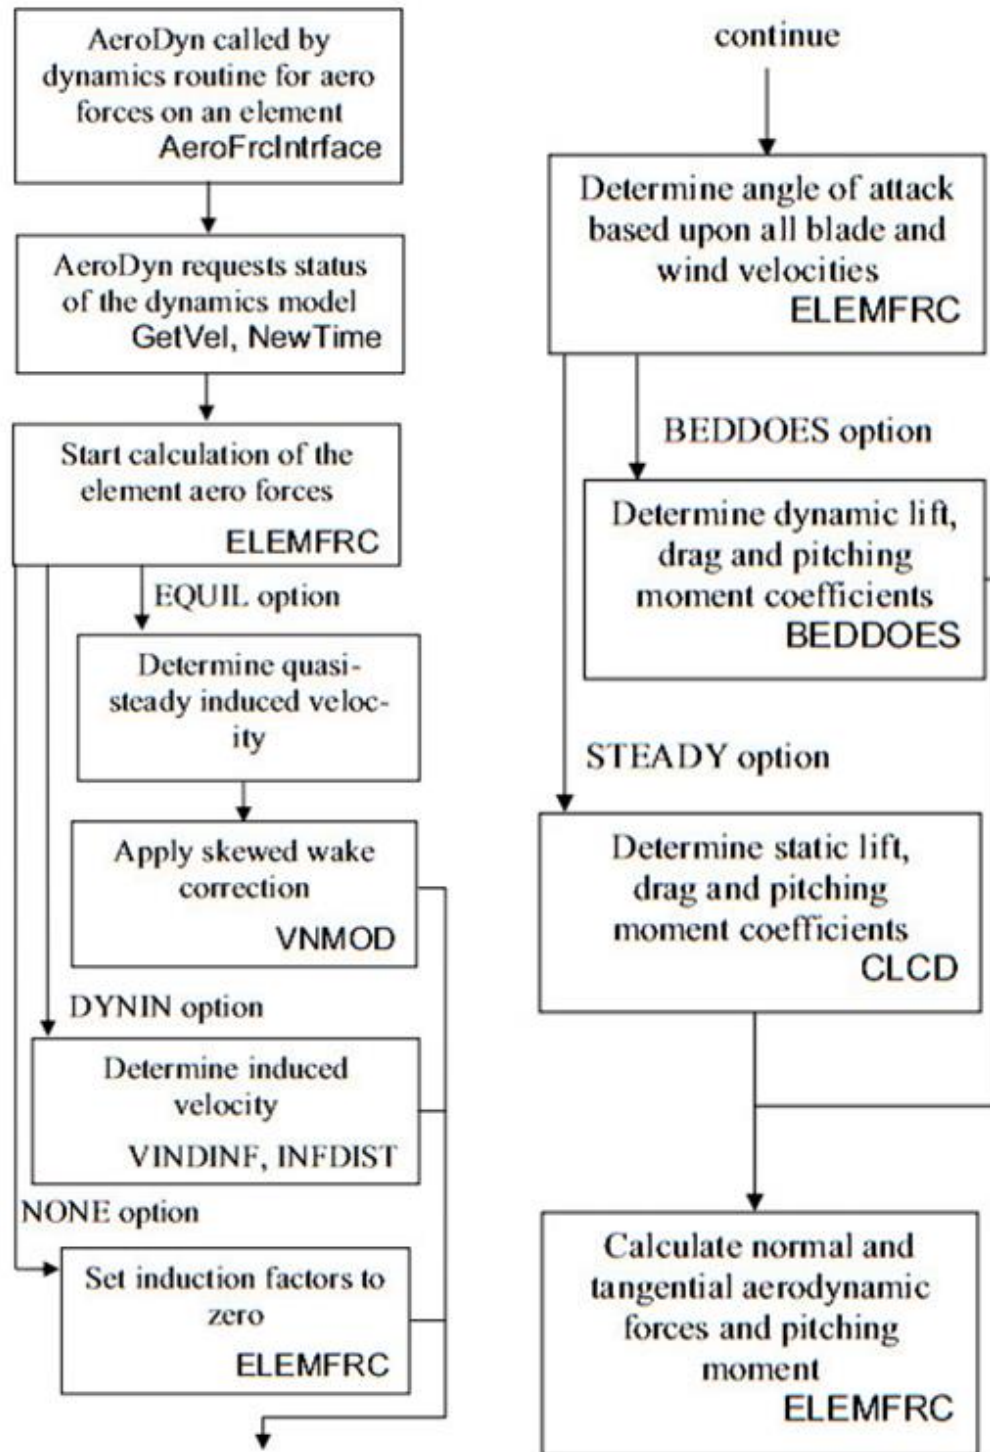 AeroDyn called by
dynamics routine for aero
forces on an element
AeroFrcIntrface
AeroDyn requests status
of the dynamics model
GetVel, NewTime
Start calculation of the
element aero forces
ELEMFRC
EQUIL option
Determine quasi-
steady induced veloc-
ity
Apply skewed wake
correction
VNMOD
DYNIN option
Determine induced
velocity
VINDINF, INFDIST
NONE option
Set induction factors to
zero
ELEMFRC
continue
Determine angle of attack
based upon all blade and
wind velocities
ELEMFRC
BEDDOES option
Determine dynamic lift,
drag and pitching
moment coefficients
BEDDOES
STEADY option
Determine static lift,
drag and pitching
moment coefficients
CLCD
Calculate normal and
tangential aerodynamic
forces and pitching
moment
ELEMFRC